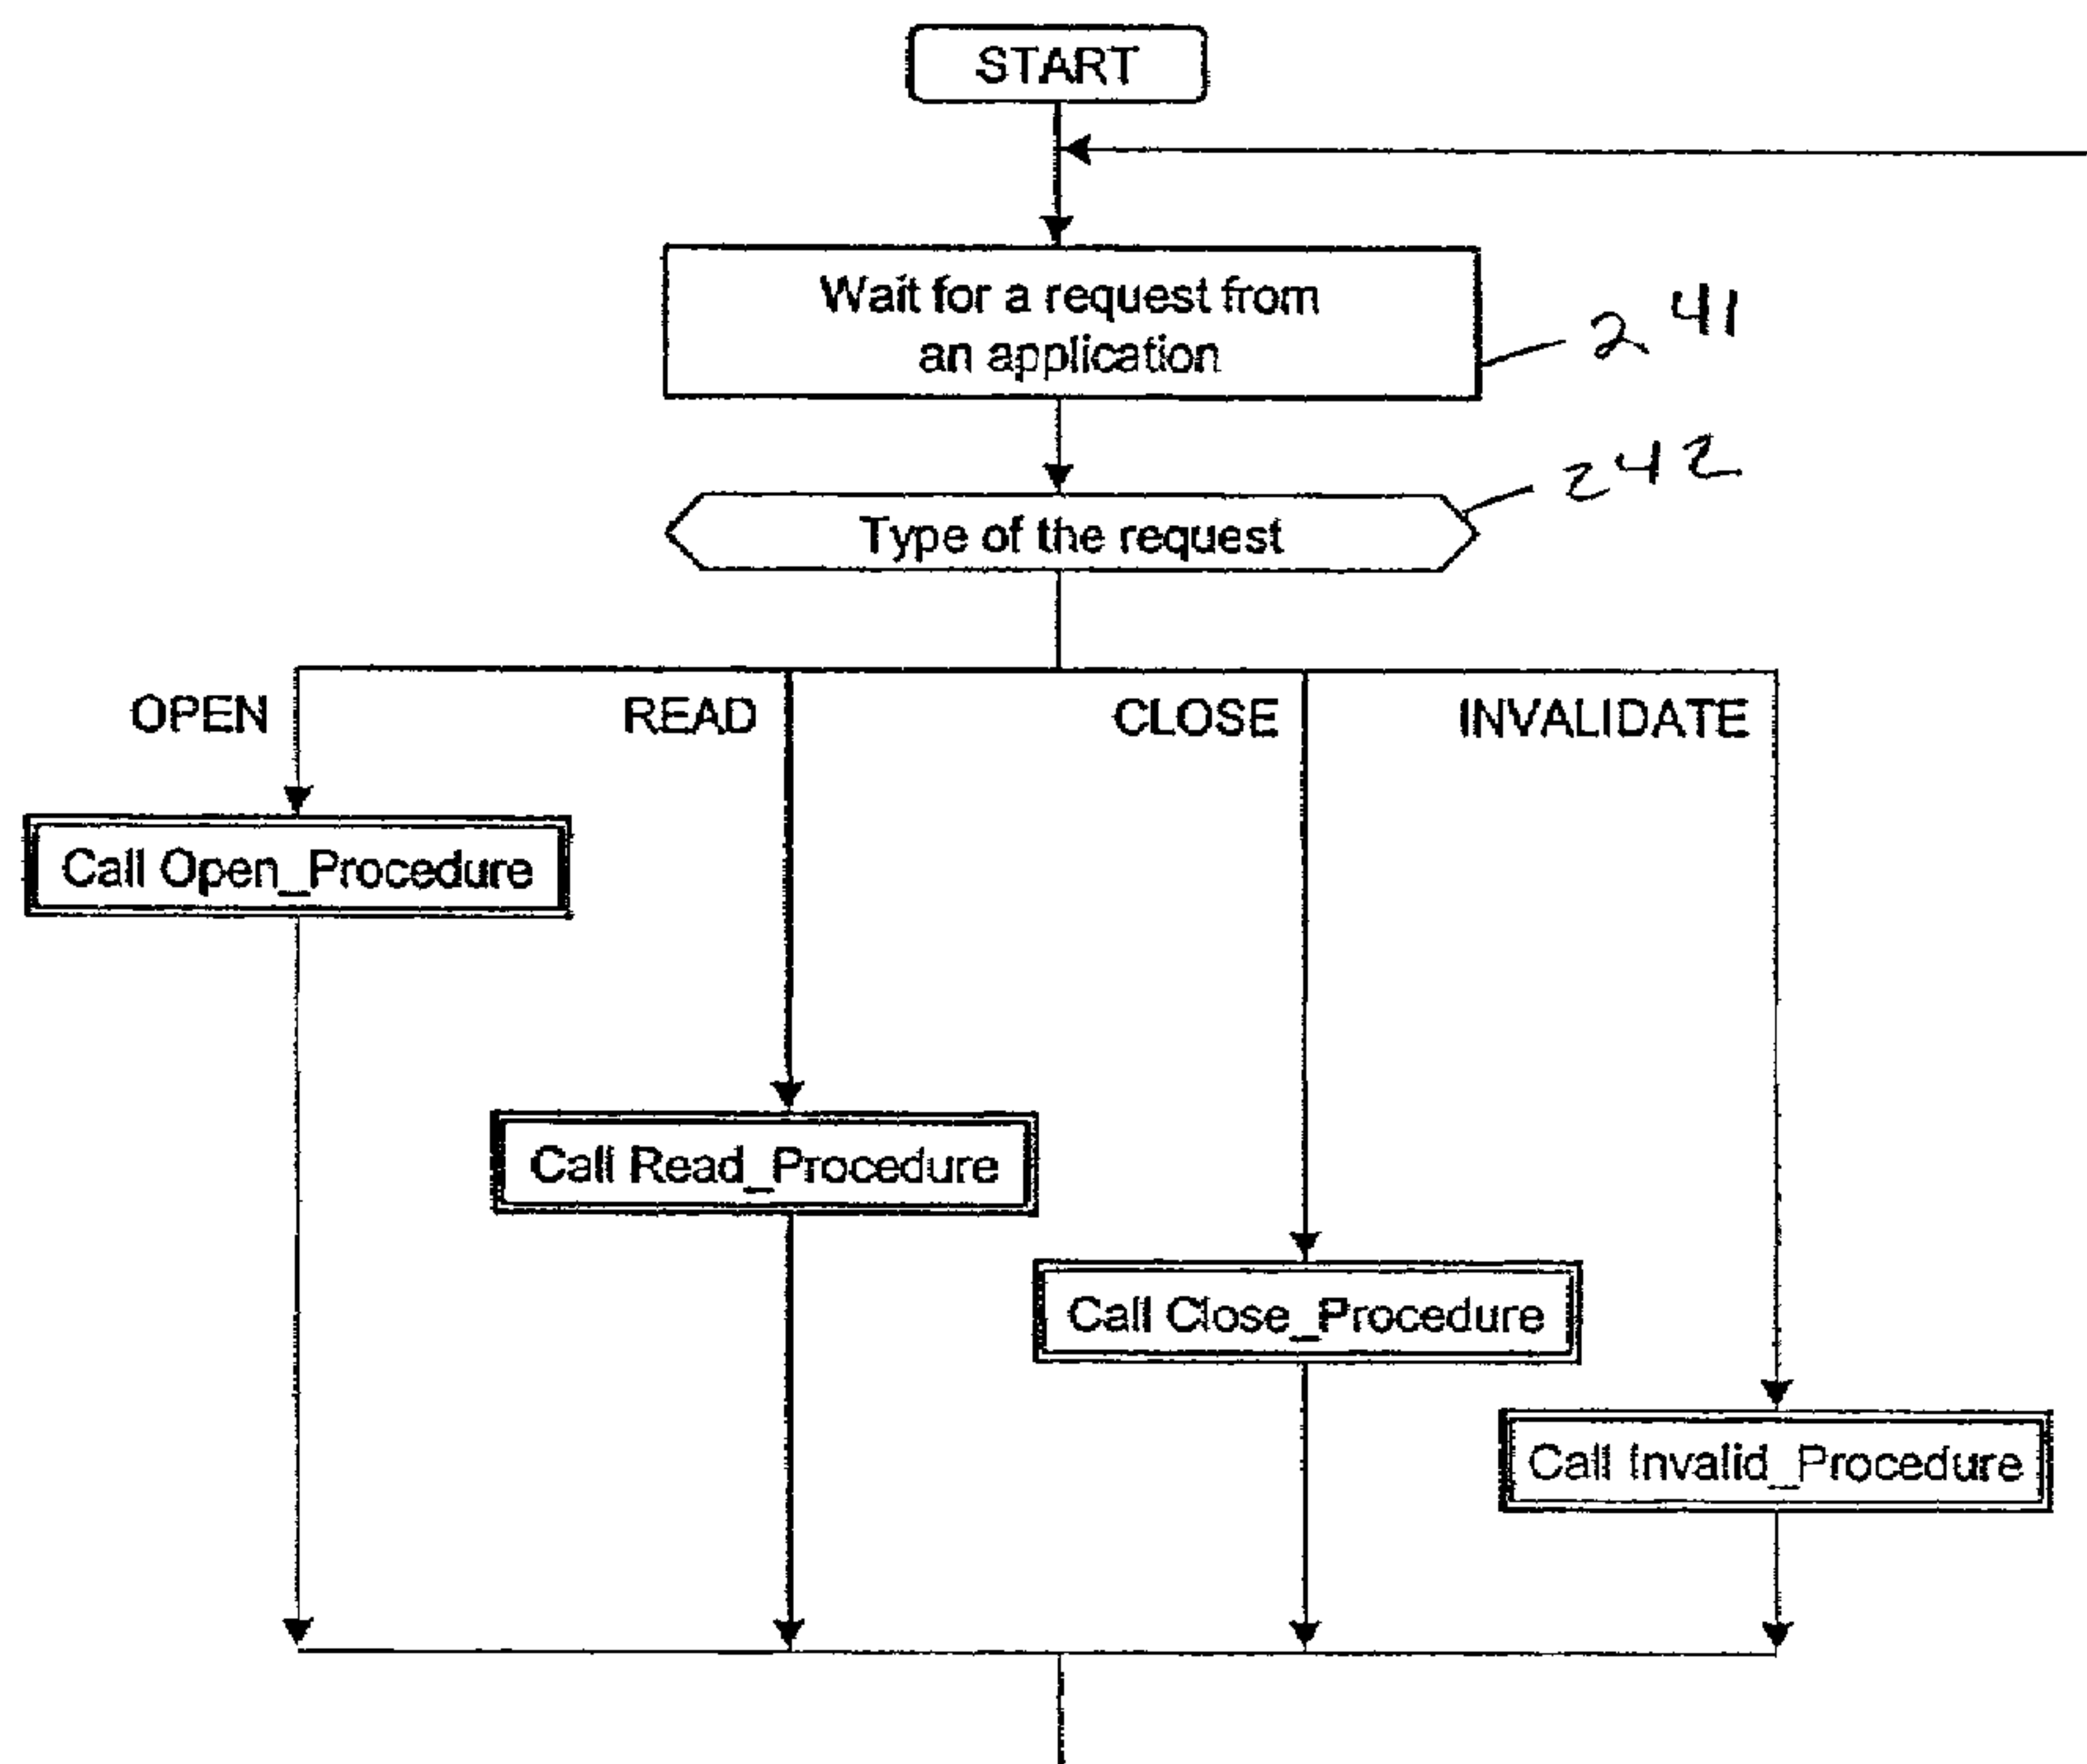 START
Wait for a request from
an application
241
Type of the request
242
OPEN
READ
CLOSE
INVALIDATE
Call Open_Procedure
Call Read_Procedure
Call Close_Procedure
Call Invalid_Procedure